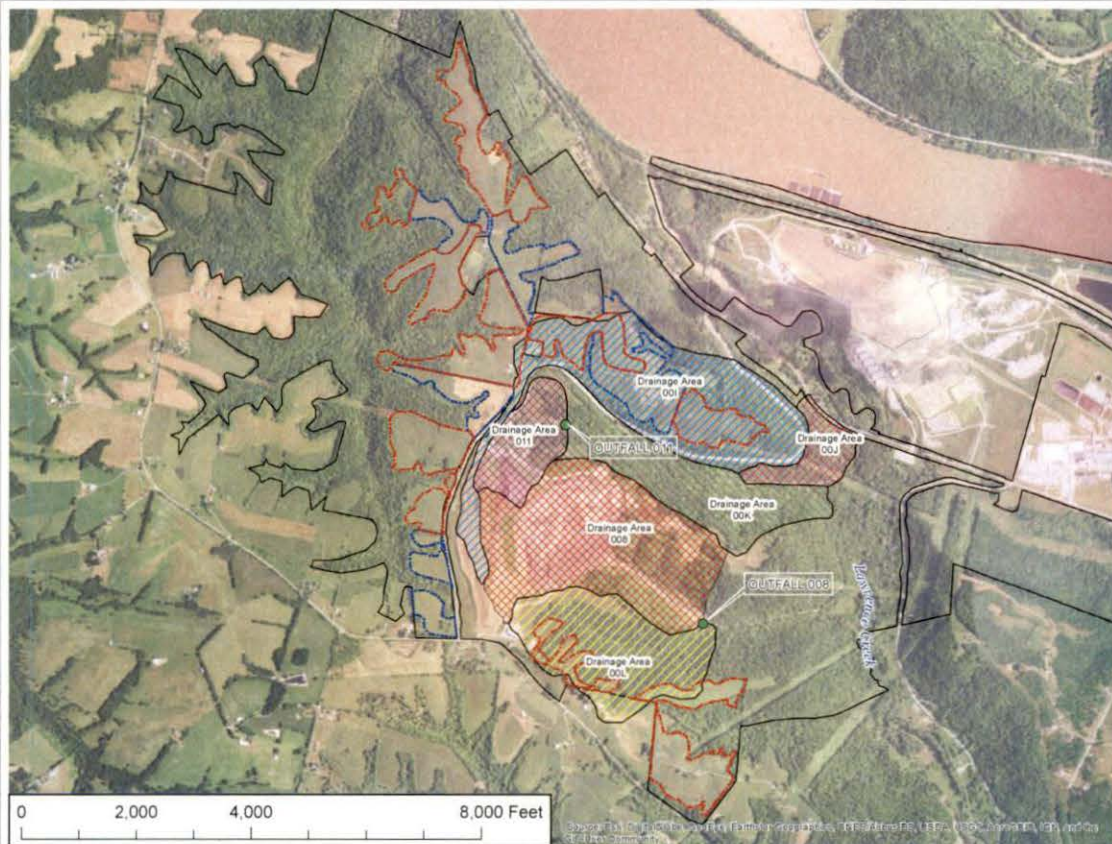 Drainage Area
00I
Drainage Area
011
OUTFALL 011
Drainage Area
00J
Drainage Area
00K
Drainage Area
008
OUTFALL 008
Drainage Area
00L
0 2,000 4,000 8,000 Feet